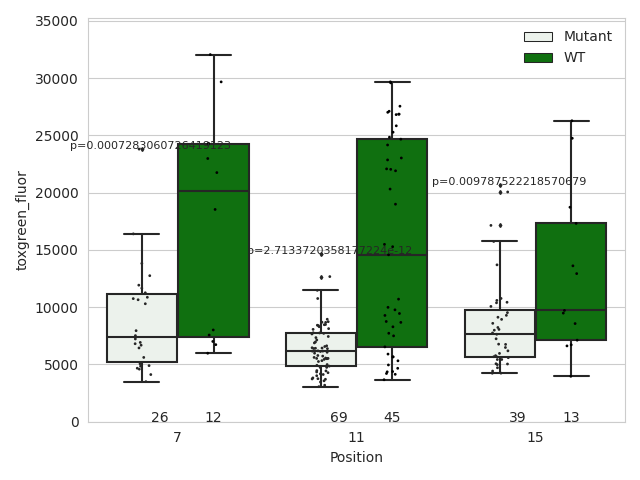 35000
30000
25000
20000
15000
10000
5000
0
toxgreen_fluor
Mutant
WT
p=0.0007283060726419123
p=2.713372035817722e-12
p=0.009787522218570679
26 12 69 45 39 13
7 11 15
Position